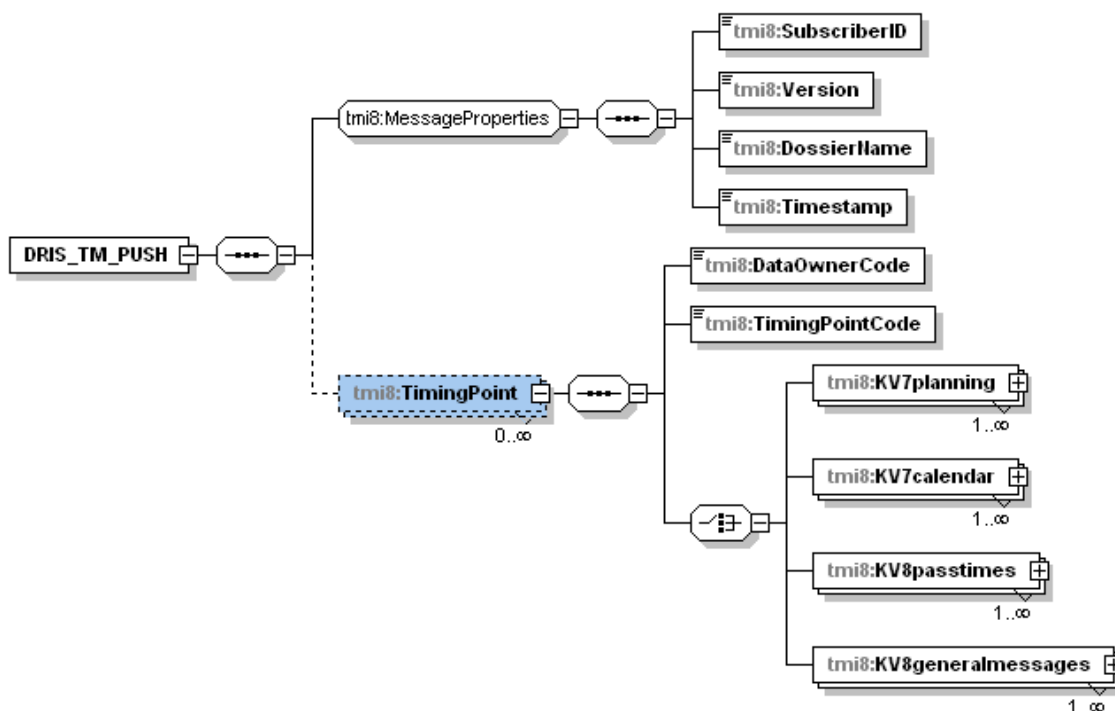 tmi8:SubscriberID
tmi8:Version
tmi8:MessageProperties
tmi8:DossierName
tmi8:Timestamp
DRIS_TM_PUSH
tmi8:DataOwnerCode
tmi8:TimingPointCode
tmi8:TimingPoint
0..∞
tmi8:KV7planning
1..∞
tmi8:KV7calendar
1..∞
tmi8:KV8passtimes
1..∞
tmi8:KV8generalmessages
1..∞